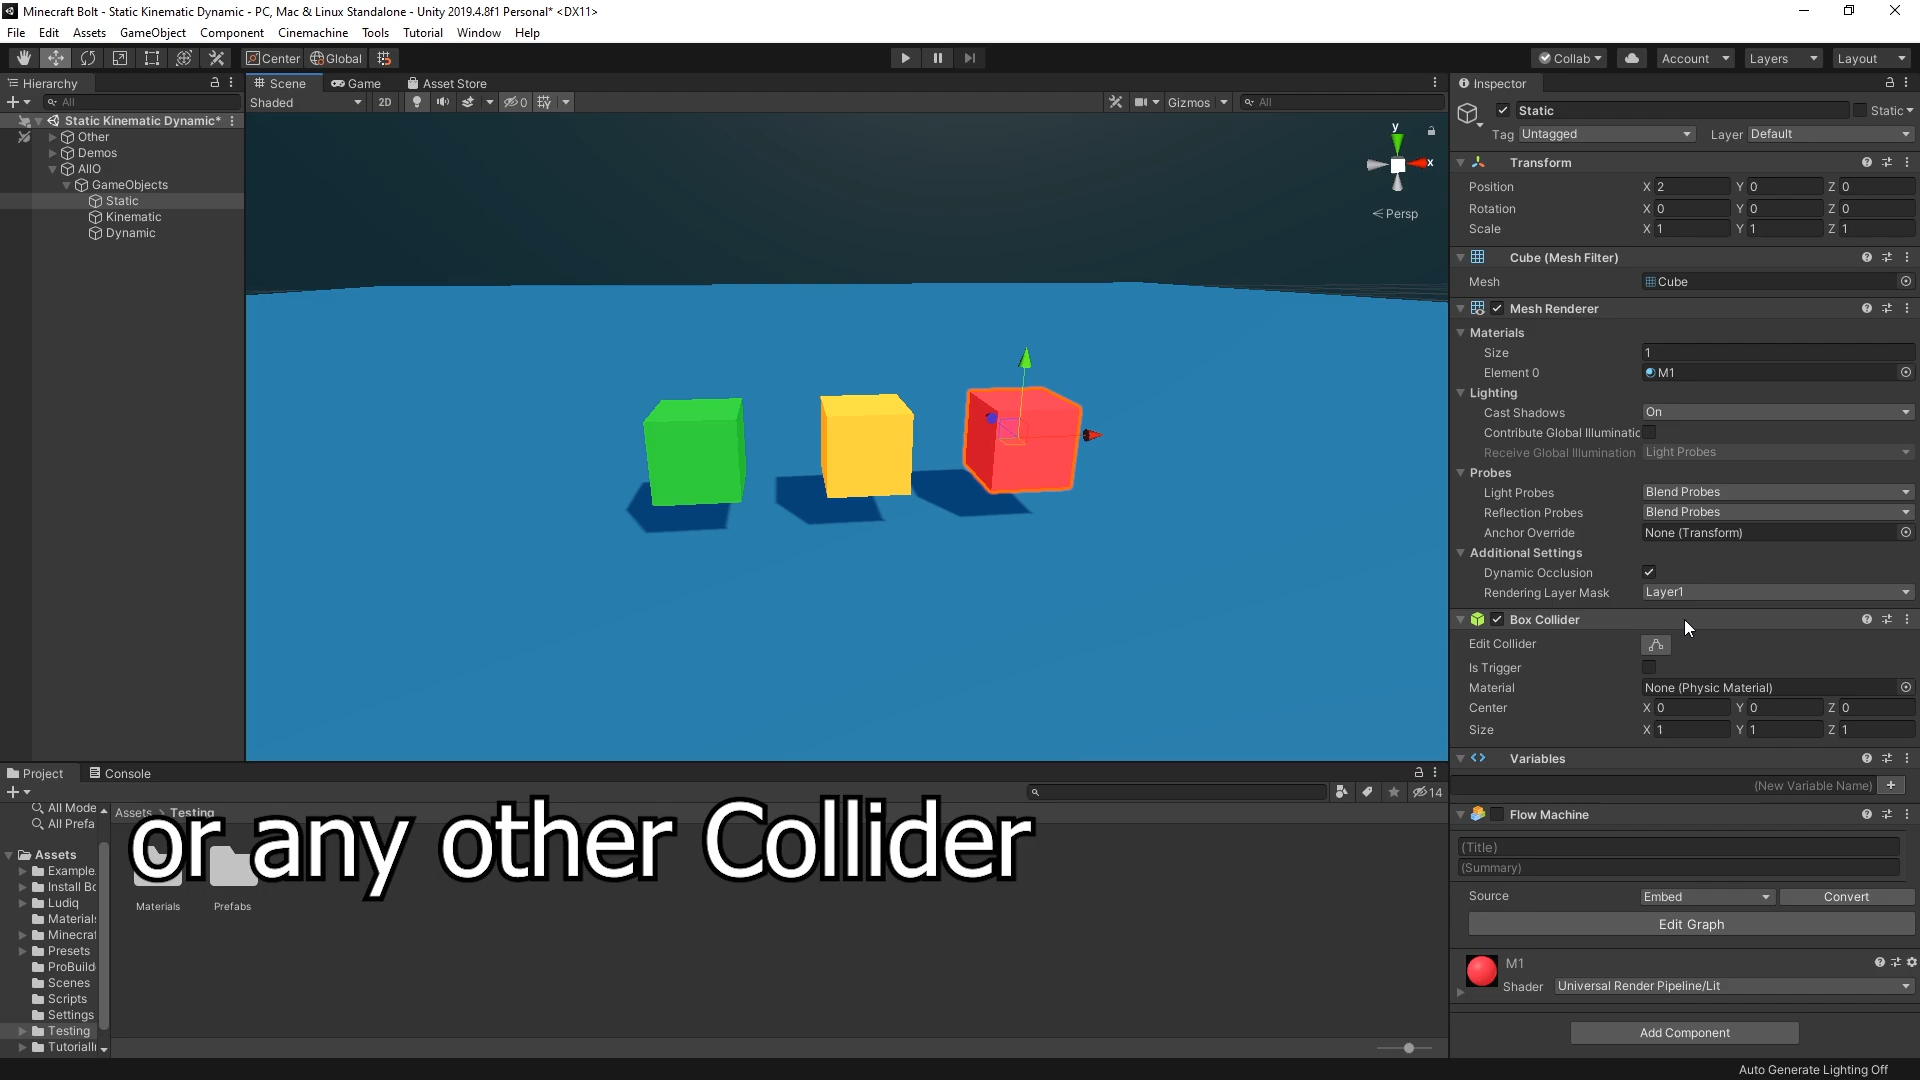 Minecraft Bolt - Static Kinematic Dynamic - PC, Mac & Linux Standalone - Unity 2019.4.8f1 Personal* <DX11>
File Edit Assets GameObject Component Cinemachine Tools Tutorial Window Help
Center Global
Collab Account Layers Layout
Hierarchy
All
Static Kinematic Dynamic*
Other
Demos
AllO
GameObjects
Static
Kinematic
Dynamic
Scene Game Asset Store
Shaded 2D 0 Gizmos All
y
x
Persp
Inspector
Static Static
Tag Untagged Layer Default
Transform
Position X 2 Y 0 Z 0
Rotation X 0 Y 0 Z 0
Scale X 1 Y 1 Z 1
Cube (Mesh Filter)
Mesh Cube
Mesh Renderer
Materials
Size 1
Element 0 M1
Lighting
Cast Shadows On
Contribute Global Illuminatic
Receive Global Illumination Light Probes
Probes
Light Probes Blend Probes
Reflection Probes Blend Probes
Anchor Override None (Transform)
Additional Settings
Dynamic Occlusion
Rendering Layer Mask Layer1
Box Collider
Edit Collider
Is Trigger
Material None (Physic Material)
Center X 0 Y 0 Z 0
Size X 1 Y 1 Z 1
Variables
(New Variable Name) +
Flow Machine
(Title)
(Summary)
Source Embed Convert
Edit Graph
M1
Shader Universal Render Pipeline/Lit
Add Component
Project Console
14
All Mode
All Prefa
Assets
Example
Install Bo
Ludiq
Material
Minecra
Presets
ProBuild
Scenes
Scripts
Settings
Testing
Tutoriall
Assets > Testing
or any other Collider
Materials Prefabs
Auto Generate Lighting Off